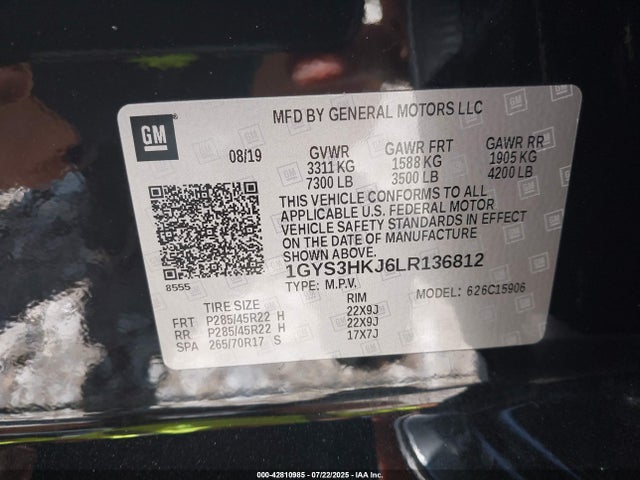 GM
MFD BY GENERAL MOTORS LLC
08/19 GVWR GAWR FRT GAWR RR
3311 KG 1588 KG 1905 KG
7300 LB 3500 LB 4200 LB
THIS VEHICLE CONFORMS TO ALL
APPLICABLE U.S. FEDERAL MOTOR
VEHICLE SAFETY STANDARDS IN EFFECT
ON THE DATE OF MANUFACTURE
SHOWN ABOVE.
1GYS3HKJ6LR136812
8555
TYPE: M.P.V. MODEL: 626C15906
TIRE SIZE RIM
FRT P285/45R22 H 22X9J
RR P285/45R22 H 22X9J
SPA 265/70R17 S 17X7J
000-42810985 - 07/22/2025 - IAA Inc.